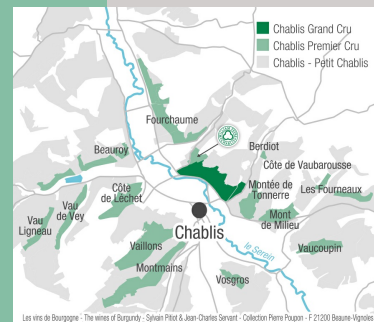 Chablis Grand Cru
Chablis Premier Cru
Chablis - Petit Chablis
Fourchaume
Berdiot
Beauroy
Côte de Vaubarousse
Côte
de Lèchet
Montée de
Tonnerre
Les Fourneaux
Vau
de Vey
Vau
Ligneau
Mont
de Milieu
Chablis
Vaillons
le Serein
Vaucoupin
Montmains
Vosgros
Les vins de Bourgogne - The wines of Burgundy - Sylvain Pitiot & Jean-Charles Servant - Collection Pierre Poupon - F 21200 Beaune-Vignoles